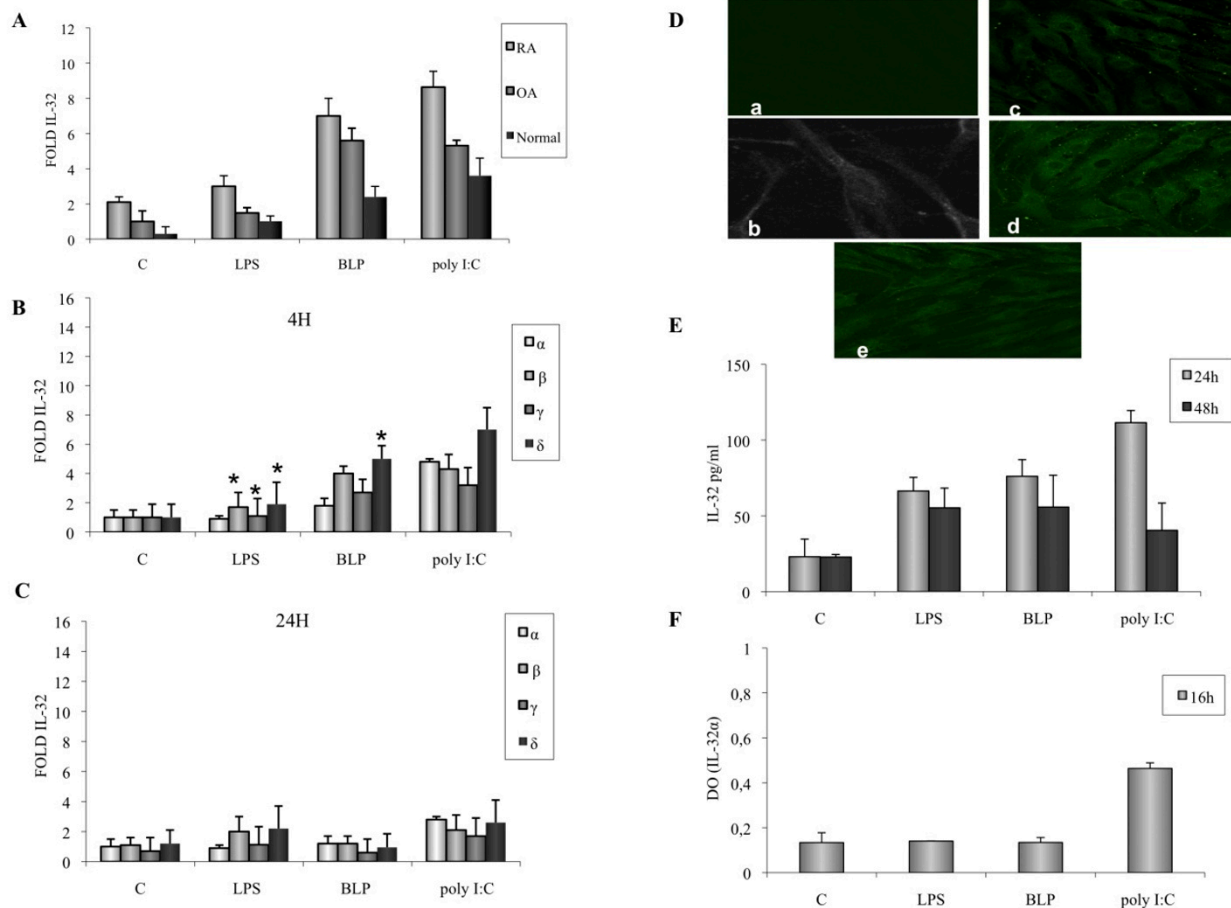 A
12
10
8
6
4
2
0
FOLD IL-32
RA
OA
Normal
C LPS BLP poly I:C
B
4H
16
14
12
10
8
6
4
2
0
FOLD IL-32
α
β
γ
δ
* * * *
C LPS BLP poly I:C
C
24H
16
14
12
10
8
6
4
2
0
FOLD IL-32
α
β
γ
δ
C LPS BLP poly I:C
D
a
b
c
d
e
E
150
100
50
0
IL-32 pg/ml
24h
48h
C LPS BLP poly I:C
F
1
0,8
0,6
0,4
0,2
0
DO (IL-32α)
16h
C LPS BLP poly I:C